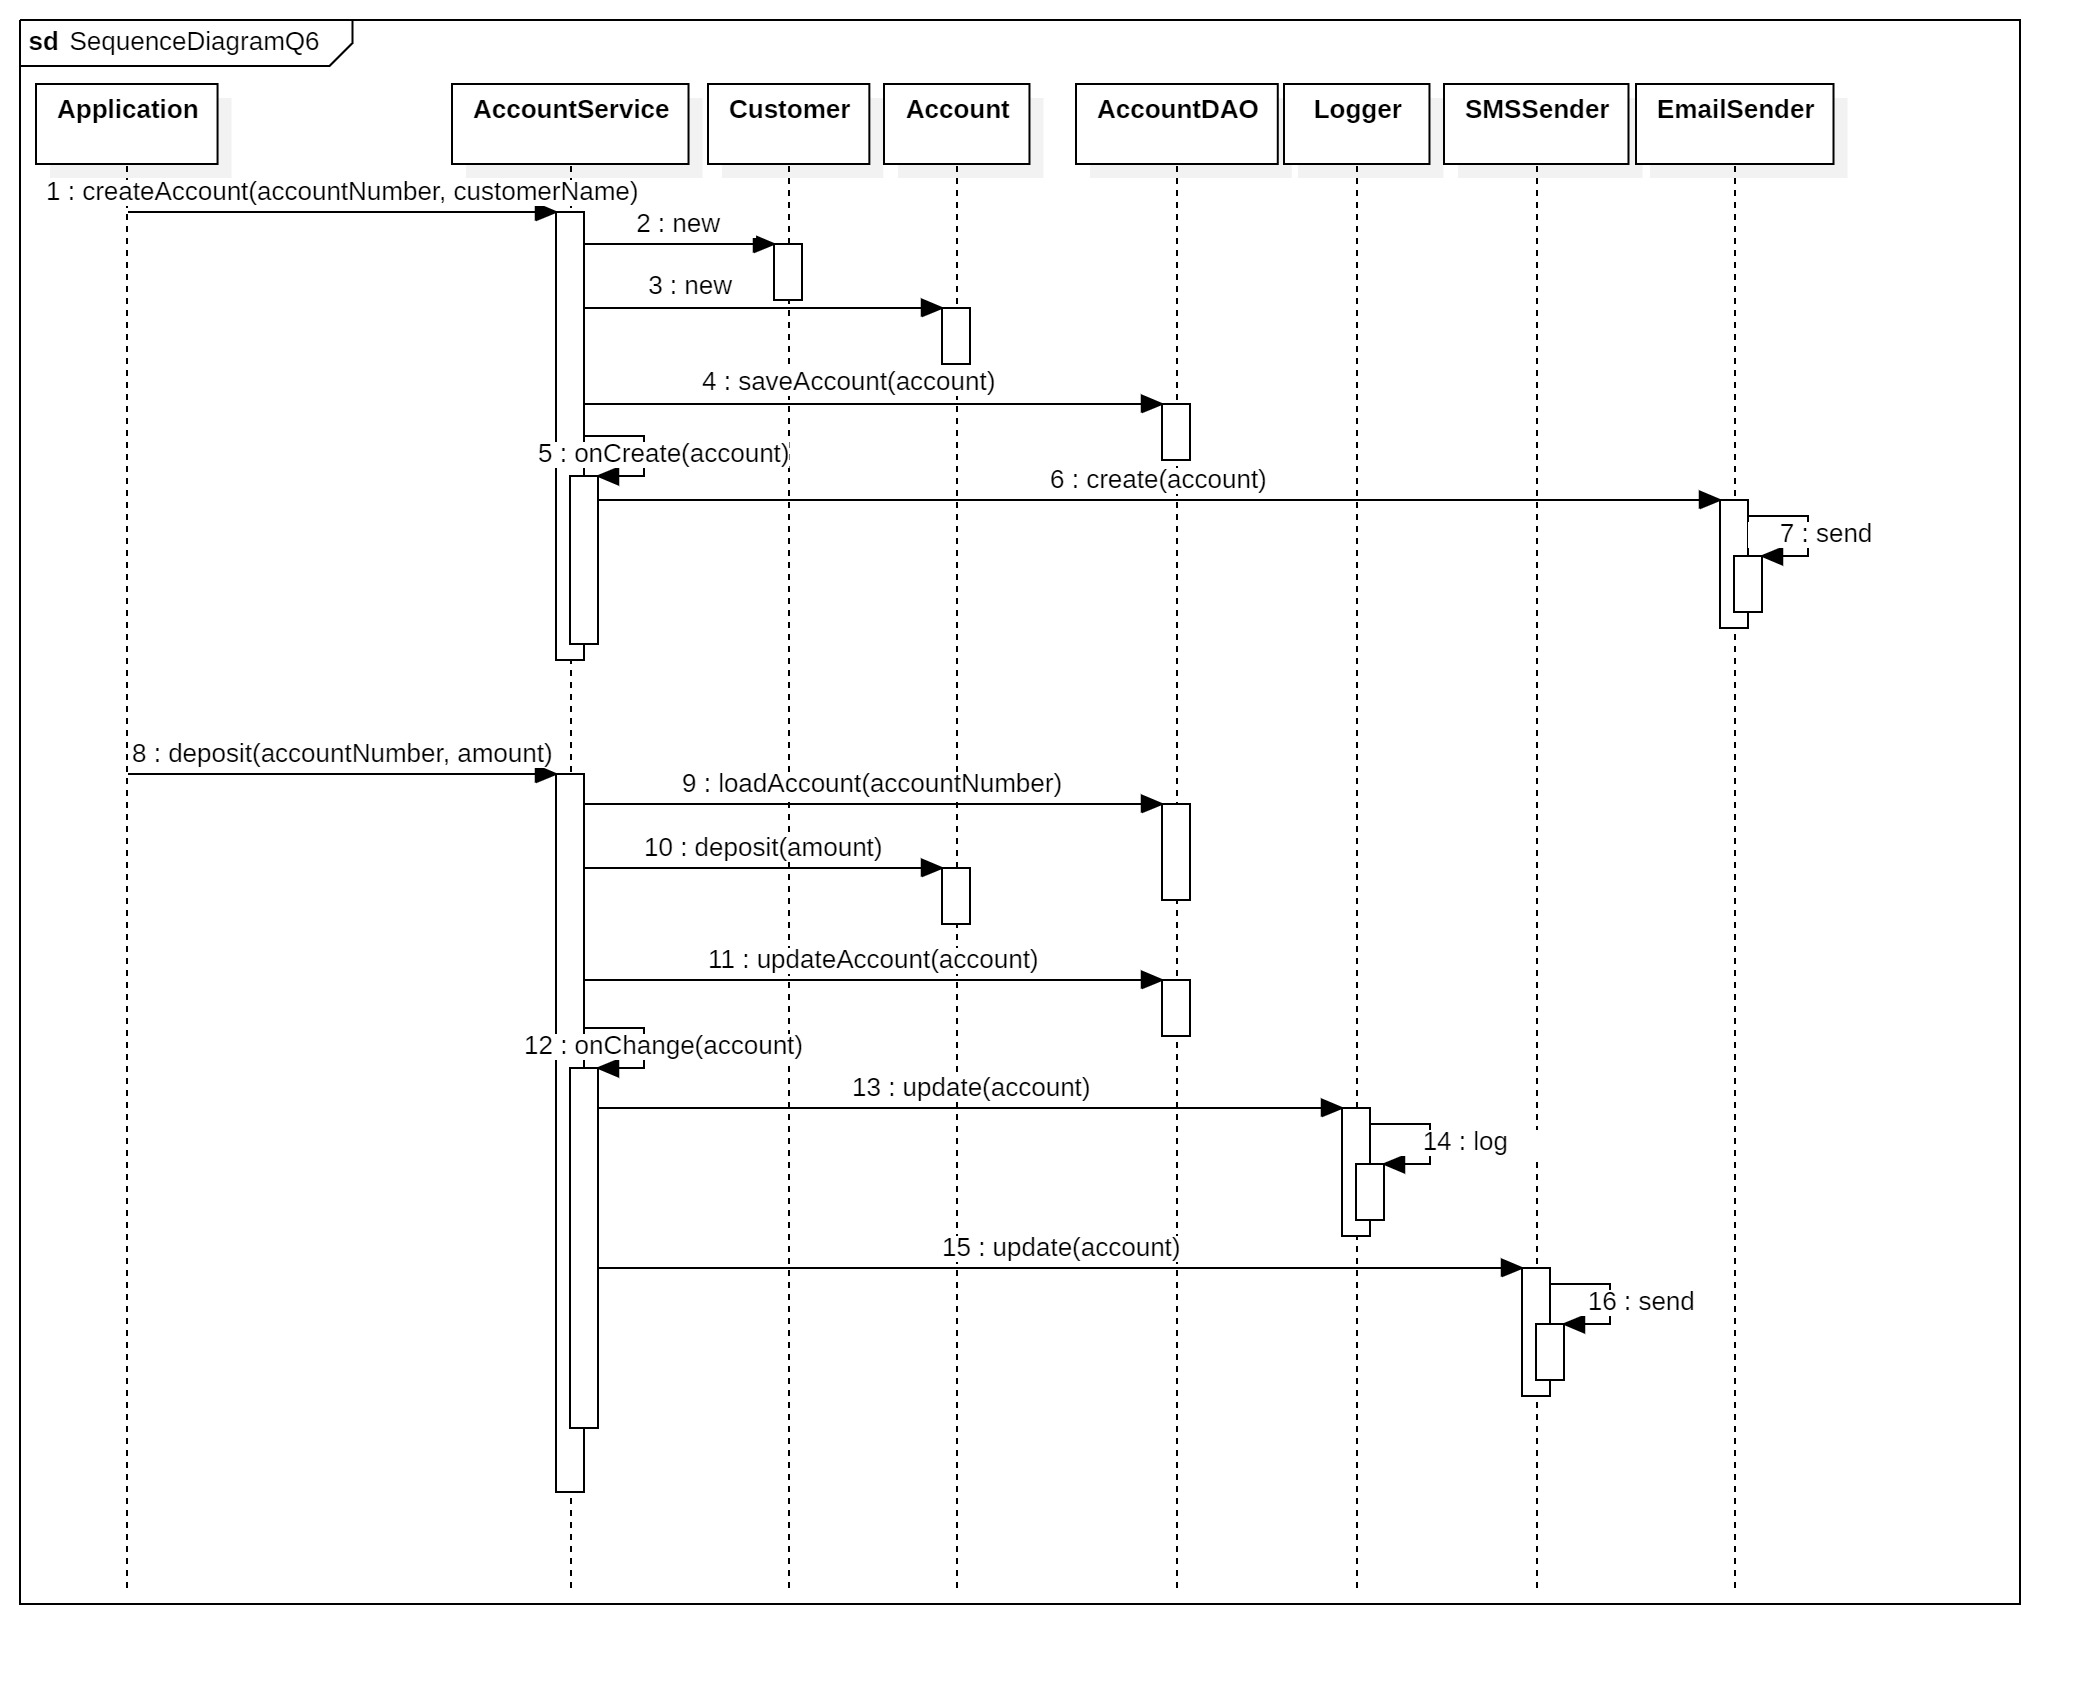 sd SequenceDiagramQ6
Application
AccountService
Customer
Account
AccountDAO
Logger
SMSSender
EmailSender
1 : createAccount(accountNumber, customerName)
2 : new
3 : new
4 : saveAccount(account)
5 : onCreate(account)
6 : create(account)
7 : send
8 : deposit(accountNumber, amount)
9 : loadAccount(accountNumber)
10 : deposit(amount)
11 : updateAccount(account)
12 : onChange(account)
13 : update(account)
14 : log
15 : update(account)
16 : send